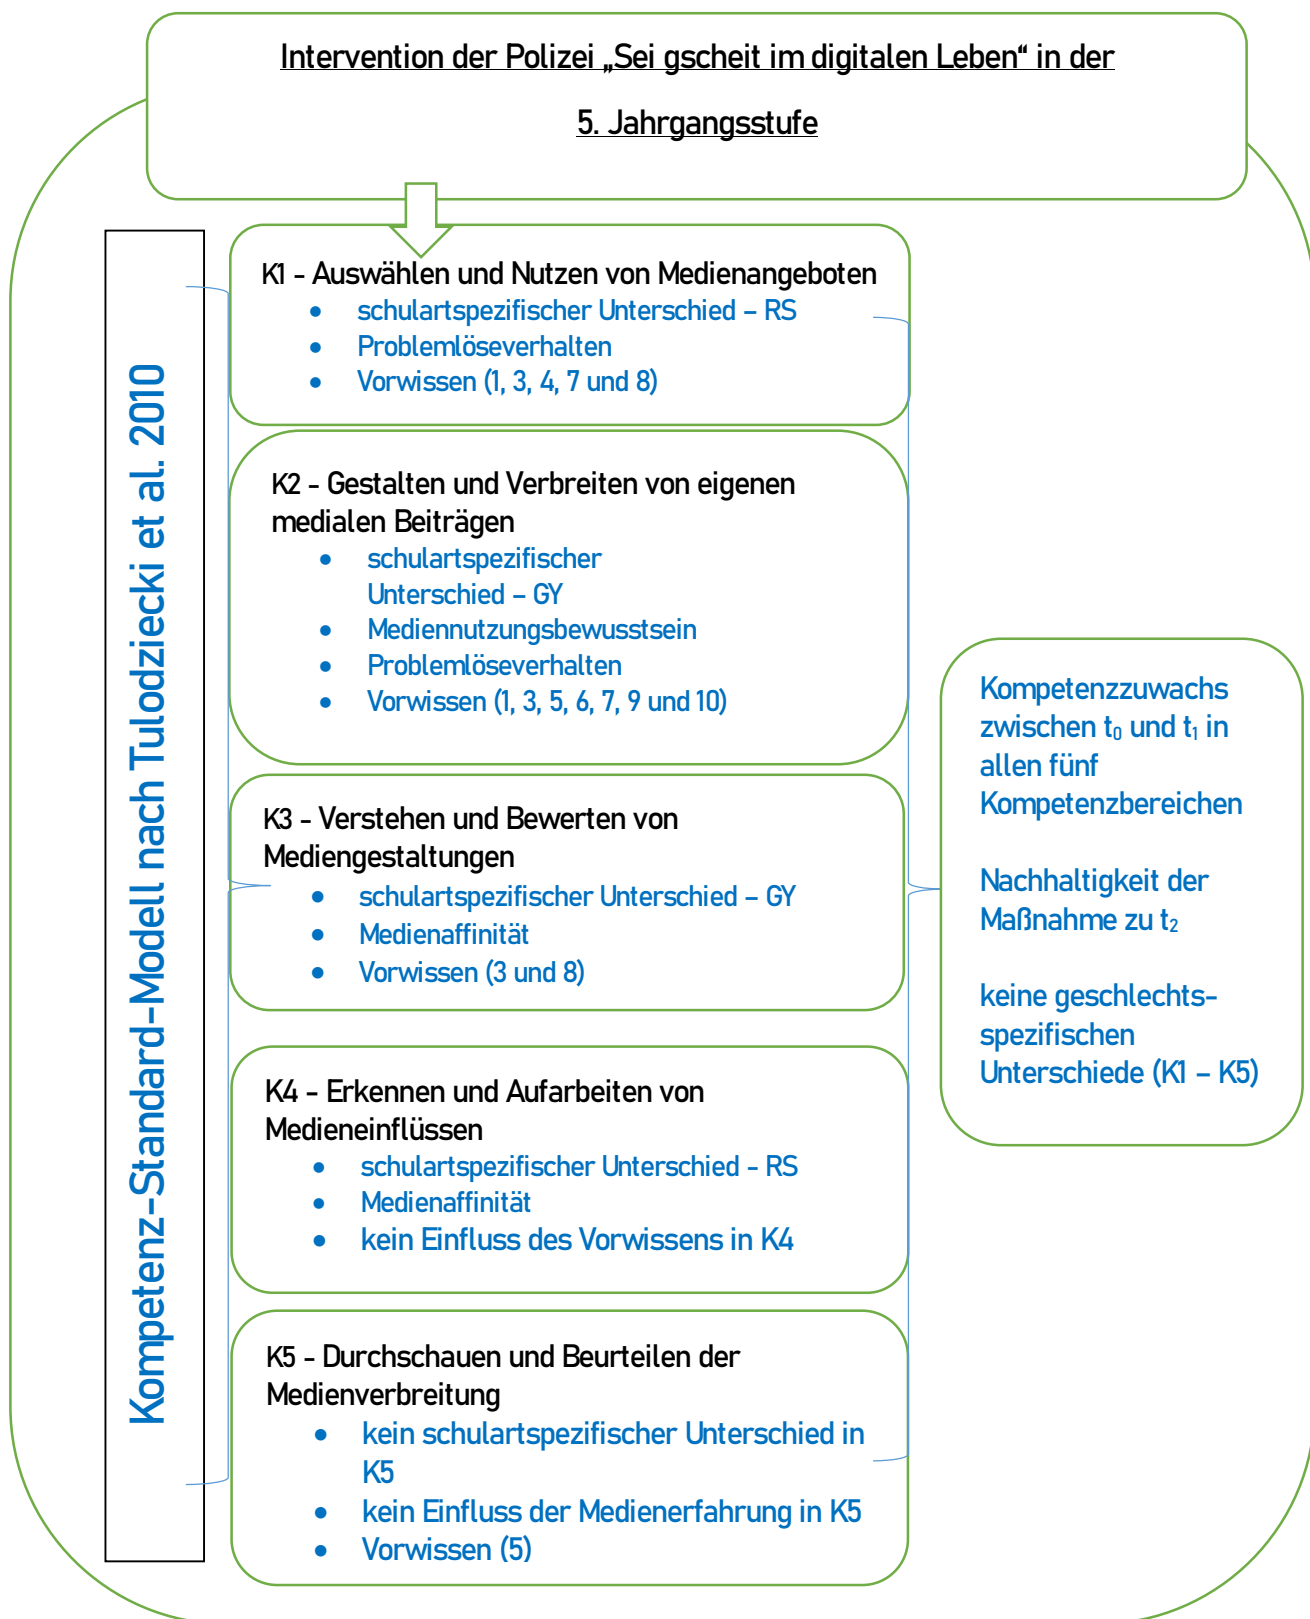 Intervention der Polizei „Sei gscheit im digitalen Leben“ in der
5. Jahrgangsstufe
Kompetenz-Standard-Modell nach Tulodziecki et al. 2010
K1 - Auswählen und Nutzen von Medienangeboten
• schulartspezifischer Unterschied – RS
• Problemlöseverhalten
• Vorwissen (1, 3, 4, 7 und 8)
K2 - Gestalten und Verbreiten von eigenen
medialen Beiträgen
• schulartspezifischer
Unterschied – GY
• Mediennutzungsbewusstsein
• Problemlöseverhalten
• Vorwissen (1, 3, 5, 6, 7, 9 und 10)
K3 - Verstehen und Bewerten von
Mediengestaltungen
• schulartspezifischer Unterschied – GY
• Medienaffinität
• Vorwissen (3 und 8)
K4 - Erkennen und Aufarbeiten von
Medieneinflüssen
• schulartspezifischer Unterschied - RS
• Medienaffinität
• kein Einfluss des Vorwissens in K4
K5 - Durchschauen und Beurteilen der
Medienverbreitung
• kein schulartspezifischer Unterschied in
K5
• kein Einfluss der Medienerfahrung in K5
• Vorwissen (5)
Kompetenzzuwachs
zwischen t₀ und t₁ in
allen fünf
Kompetenzbereichen
Nachhaltigkeit der
Maßnahme zu t₂
keine geschlechts-
spezifischen
Unterschiede (K1 – K5)